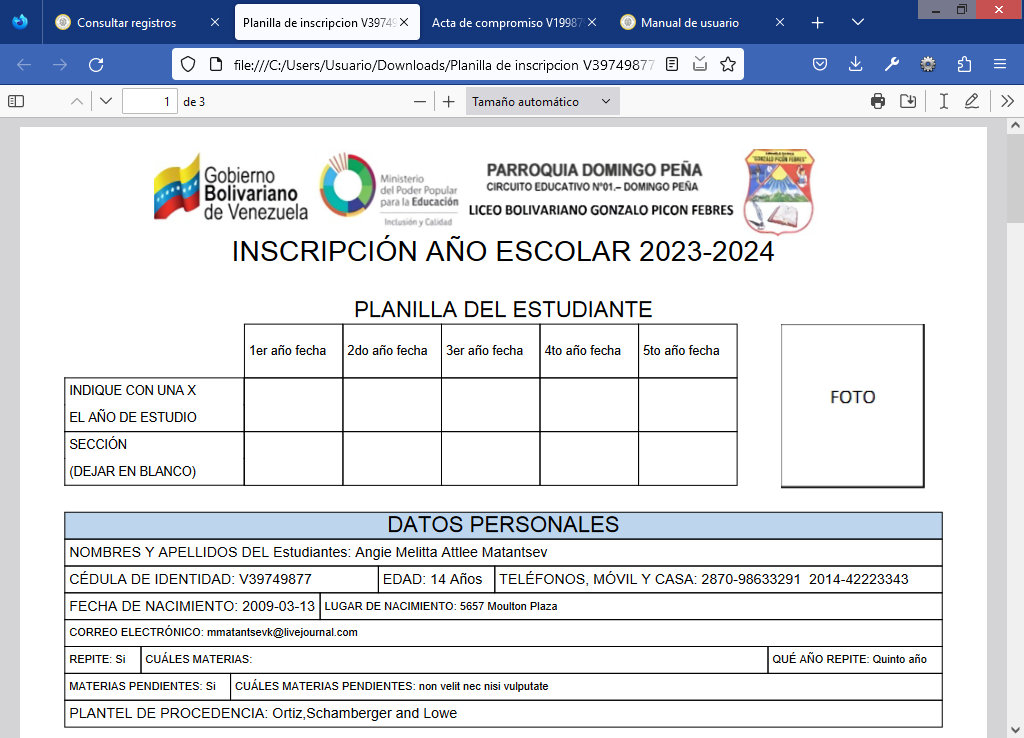 Consultar registros
Planilla de inscripcion V3974
Acta de compromiso V1998
Manual de usuario
file:///C:/Users/Usuario/Downloads/Planilla de inscripcion V39749877
1 de 3
Tamaño automático
Gobierno
Bolivariano
de Venezuela
Ministerio
del Poder Popular
para la Educación
Inclusión y Calidad
PARROQUIA DOMINGO PEÑA
CIRCUITO EDUCATIVO N°01.– DOMINGO PEÑA
LICEO BOLIVARIANO GONZALO PICON FEBRES
"GONZALO PICON FEBRES"
INSCRIPCIÓN AÑO ESCOLAR 2023-2024
PLANILLA DEL ESTUDIANTE
1er año fecha 2do año fecha 3er año fecha 4to año fecha 5to año fecha
INDIQUE CON UNA X
EL AÑO DE ESTUDIO
SECCIÓN
(DEJAR EN BLANCO)
FOTO
DATOS PERSONALES
NOMBRES Y APELLIDOS DEL Estudiantes: Angie Melitta Attlee Matantsev
CÉDULA DE IDENTIDAD: V39749877 EDAD: 14 Años TELÉFONOS, MÓVIL Y CASA: 2870-98633291 2014-42223343
FECHA DE NACIMIENTO: 2009-03-13 LUGAR DE NACIMIENTO: 5657 Moulton Plaza
CORREO ELECTRÓNICO: mmatantsevk@livejournal.com
REPITE: Si CUÁLES MATERIAS: QUÉ AÑO REPITE: Quinto año
MATERIAS PENDIENTES: Si CUÁLES MATERIAS PENDIENTES: non velit nec nisi vulputate
PLANTEL DE PROCEDENCIA: Ortiz,Schamberger and Lowe